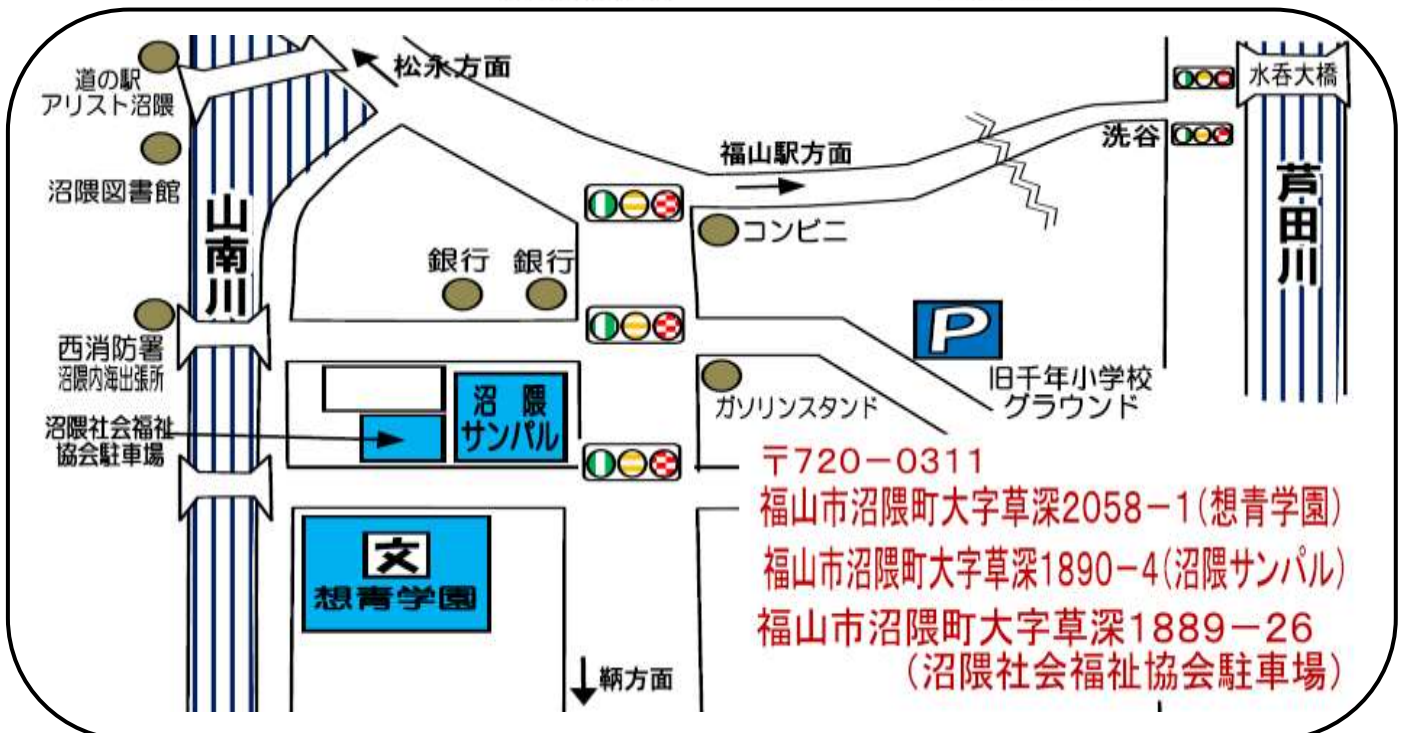 道の駅
アリスト沼隈
松永方面
水呑大橋
洗谷
福山駅方面
沼隈図書館
山南川
芦田川
コンビニ
銀行
銀行
P
西消防署
沼隈内海出張所
旧千年小学校
グラウンド
ガソリンスタンド
沼隈
サンパル
沼隈社会福祉
協会駐車場
〒720-0311
福山市沼隈町大字草深2058-1(想青学園)
福山市沼隈町大字草深1890-4(沼隈サンパル)
福山市沼隈町大字草深1889-26
(沼隈社会福祉協会駐車場)
文
想青学園
鞆方面